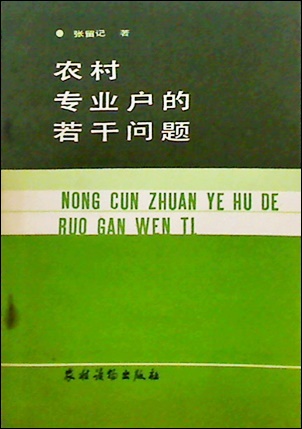 张留记 著
农村
专业户的
若干问题
NONG CUN ZHUAN YE HU DE
RUO GAN WEN TI
农村读物出版社